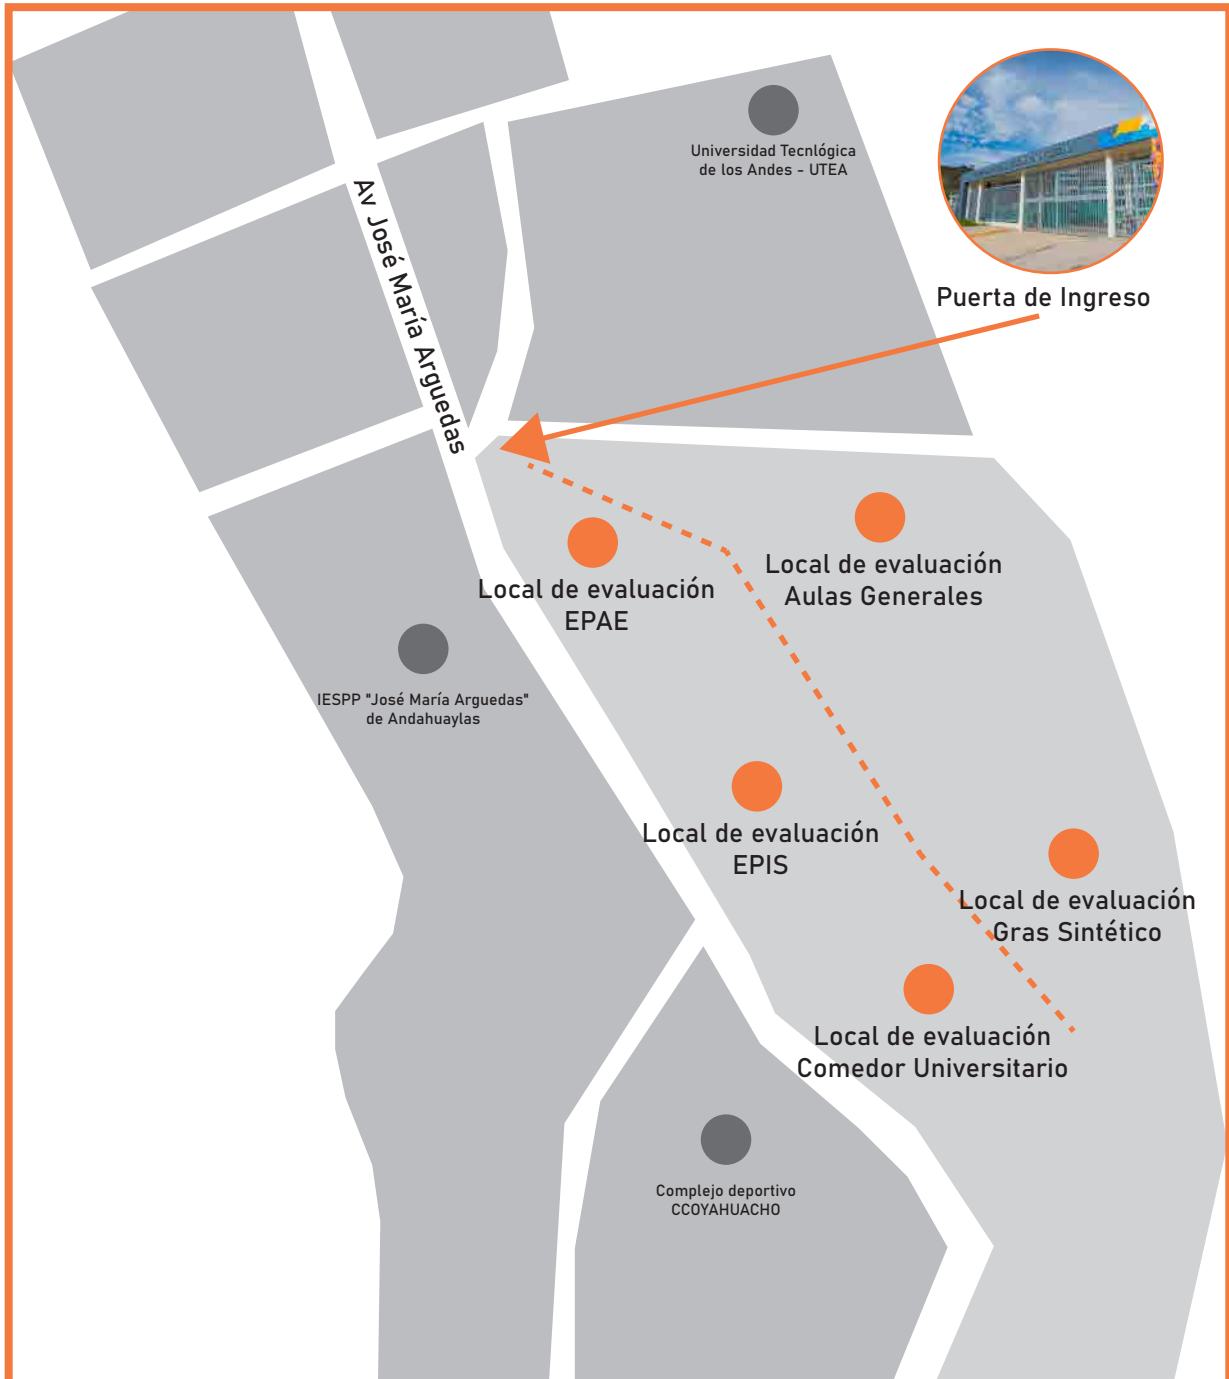 Universidad Tecnlógica
de los Andes - UTEA
Puerta de Ingreso
Av José María Arguedas
Local de evaluación
Aulas Generales
Local de evaluación
EPAE
IESPP "José María Arguedas"
de Andahuaylas
Local de evaluación
EPIS
Local de evaluación
Gras Sintético
Local de evaluación
Comedor Universitario
Complejo deportivo
CCOYAHUACHO